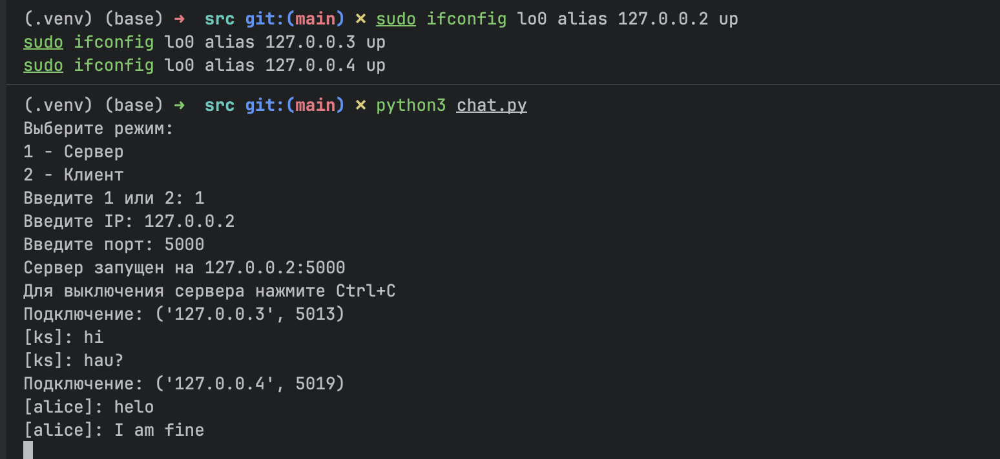 (.venv) (base) ➜  src git:(main) ✗ sudo ifconfig lo0 alias 127.0.0.2 up
sudo ifconfig lo0 alias 127.0.0.3 up
sudo ifconfig lo0 alias 127.0.0.4 up
(.venv) (base) ➜  src git:(main) ✗ python3 chat.py
Выберите режим:
1 - Сервер
2 - Клиент
Введите 1 или 2: 1
Введите IP: 127.0.0.2
Введите порт: 5000
Сервер запущен на 127.0.0.2:5000
Для выключения сервера нажмите Ctrl+C
Подключение: ('127.0.0.3', 5013)
[ks]: hi
[ks]: hau?
Подключение: ('127.0.0.4', 5019)
[alice]: helo
[alice]: I am fine